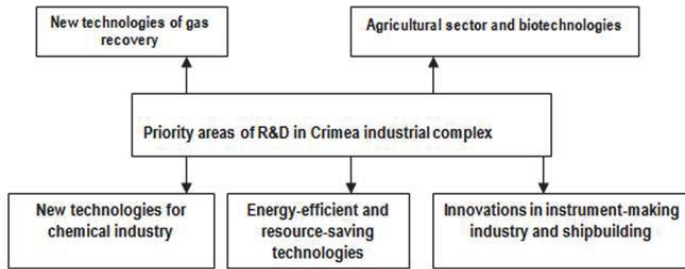 New technologies of gas
recovery
Agricultural sector and biotechnologies
Priority areas of R&D in Crimea industrial complex
New technologies for
chemical industry
Energy-efficient and
resource-saving
technologies
Innovations in instrument-making
industry and shipbuilding